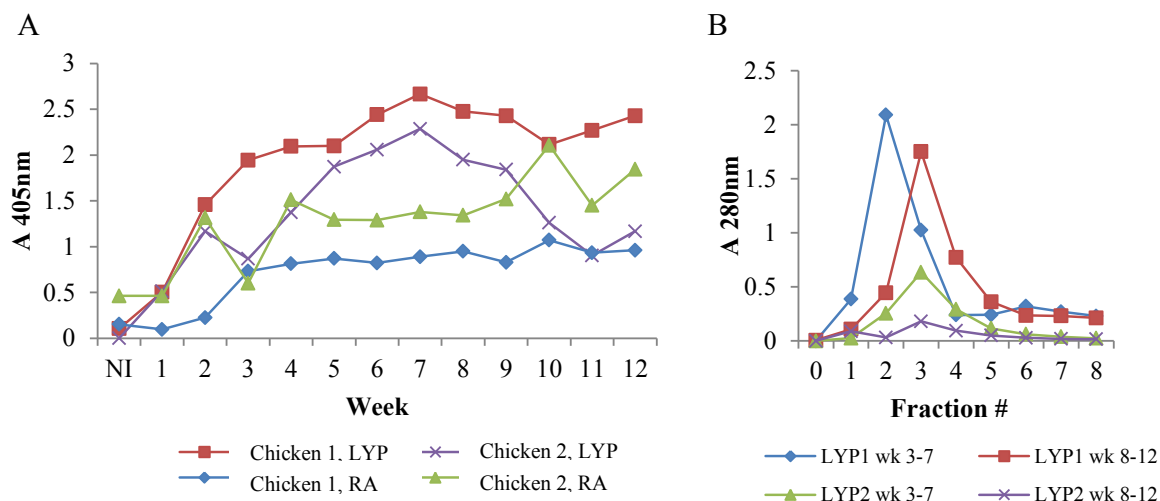 A
B
3
2.5
2
1.5
1
0.5
0
A 405nm
NI 1 2 3 4 5 6 7 8 9 10 11 12
Week
Chicken 1, LYP
Chicken 2, LYP
Chicken 1, RA
Chicken 2, RA
2.5
2
1.5
1
0.5
0
A 280nm
0 1 2 3 4 5 6 7 8
Fraction #
LYP1 wk 3-7
LYP1 wk 8-12
LYP2 wk 3-7
LYP2 wk 8-12